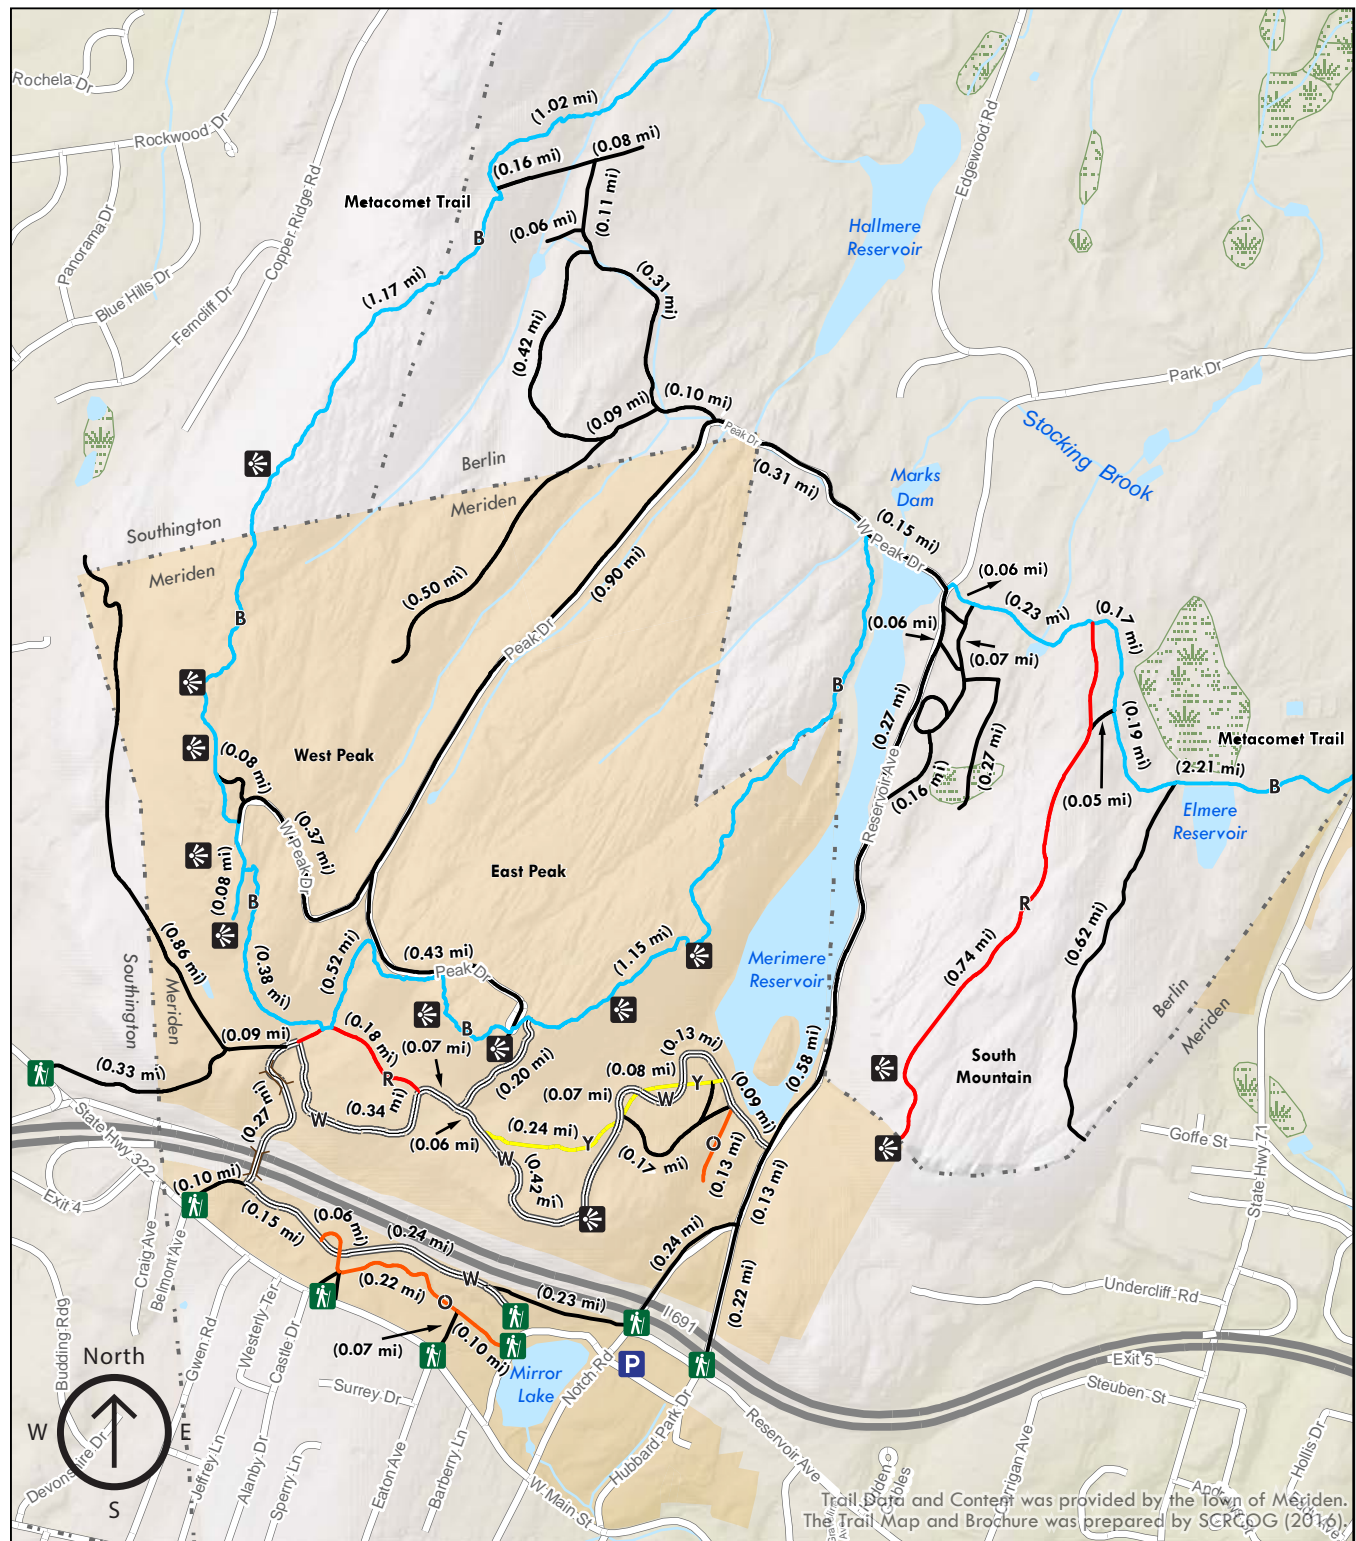 Rochela Dr
Rockwood Dr
Panorama Dr
Blue Hills Dr
Ferncliff Dr
Copper Ridge Rd
Metacomet Trail
B
(1.02 mi)
(0.16 mi)
(0.08 mi)
(0.11 mi)
(0.06 mi)
(1.17 mi)
(0.31 mi)
(0.42 mi)
(0.09 mi)
(0.10 mi)
Hallmere
Reservoir
Edgewood Rd
Park Dr
Stocking Brook
Marks
Dam
Peak Dr
(0.31 mi)
W Peak Dr
(0.15 mi)
Berlin
Meriden
Southington
Meriden
(0.50 mi)
(0.90 mi)
Peak Dr
B
(0.06 mi)
(0.23 mi)
(0.17 mi)
(0.06 mi)
(0.07 mi)
B
(0.27 mi)
(0.19 mi)
Metacomet Trail
(2.21 mi)
B
(0.05 mi)
Elmere
Reservoir
(0.27 mi)
(0.16 mi)
Reservoir Ave
West Peak
(0.08 mi)
(0.37 mi)
W Peak Dr
East Peak
(0.08 mi)
B
(0.38 mi)
(0.52 mi)
(0.43 mi)
Peak Dr
(1.15 mi)
B
Merimere
Reservoir
R
(0.74 mi)
(0.62 mi)
Berlin
Meriden
South
Mountain
(0.86 mi)
Southington
Meriden
(0.09 mi)
(0.33 mi)
(0.18 mi)
R
(0.07 mi)
(0.20 mi)
(0.34 mi)
(0.06 mi)
W
(0.27 mi)
(0.24 mi)
Y
(0.07 mi)
(0.08 mi)
(0.13 mi)
Y
W
(0.09 mi)
(0.58 mi)
(0.17 mi)
O
(0.13 mi)
(0.13 mi)
W
(0.42 mi)
(0.24 mi)
(0.22 mi)
State Hwy 322
Exit 4
(0.10 mi)
(0.15 mi)
(0.06 mi)
(0.24 mi)
W
(0.22 mi)
O
(0.23 mi)
(0.07 mi)
(0.10 mi)
I I691
P
Mirror
Lake
Goffe St
State Hwy 71
Undercliff Rd
Exit 5
Steuben St
Craig Ave
Belmont Ave
Budding Rdg
Gwen Rd
Westerly Ter
Castle Dr
Surrey Dr
Notch Rd
Hubbard Park Dr
Reservoir Ave
W Main St
Devonshire Dr
Jeffrey Ln
Alanby Dr
Sperry Ln
Eaton Ave
Barberry Ln
Corrigan Ave
Hollis Dr
North
W
E
S
Trail Data and Content was provided by the Town of Meriden.
The Trail Map and Brochure was prepared by SCRCOG (2016).